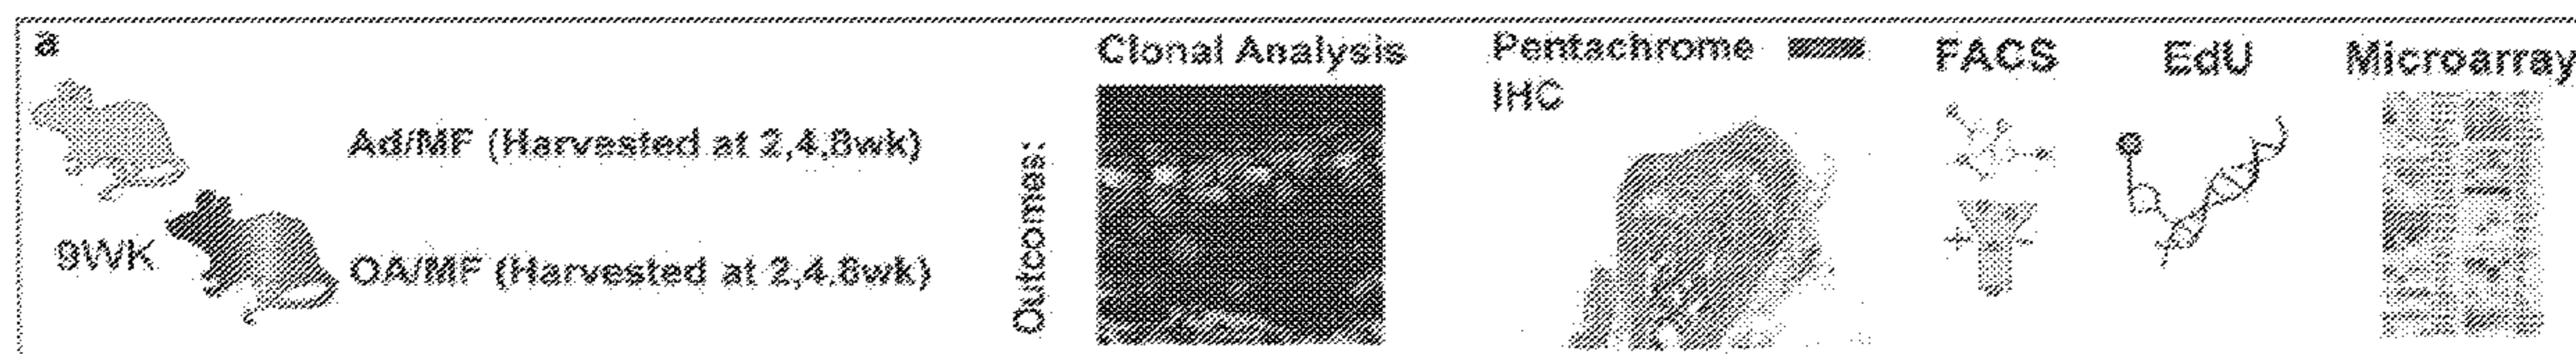 a
Clonal Analysis
Pentachrome
IHC
FACS
EdU
Microarray
Ad/MF (Harvested at 2,4,8wk)
9WK
OA/MF (Harvested at 2,4.8wk)
Outcomes: